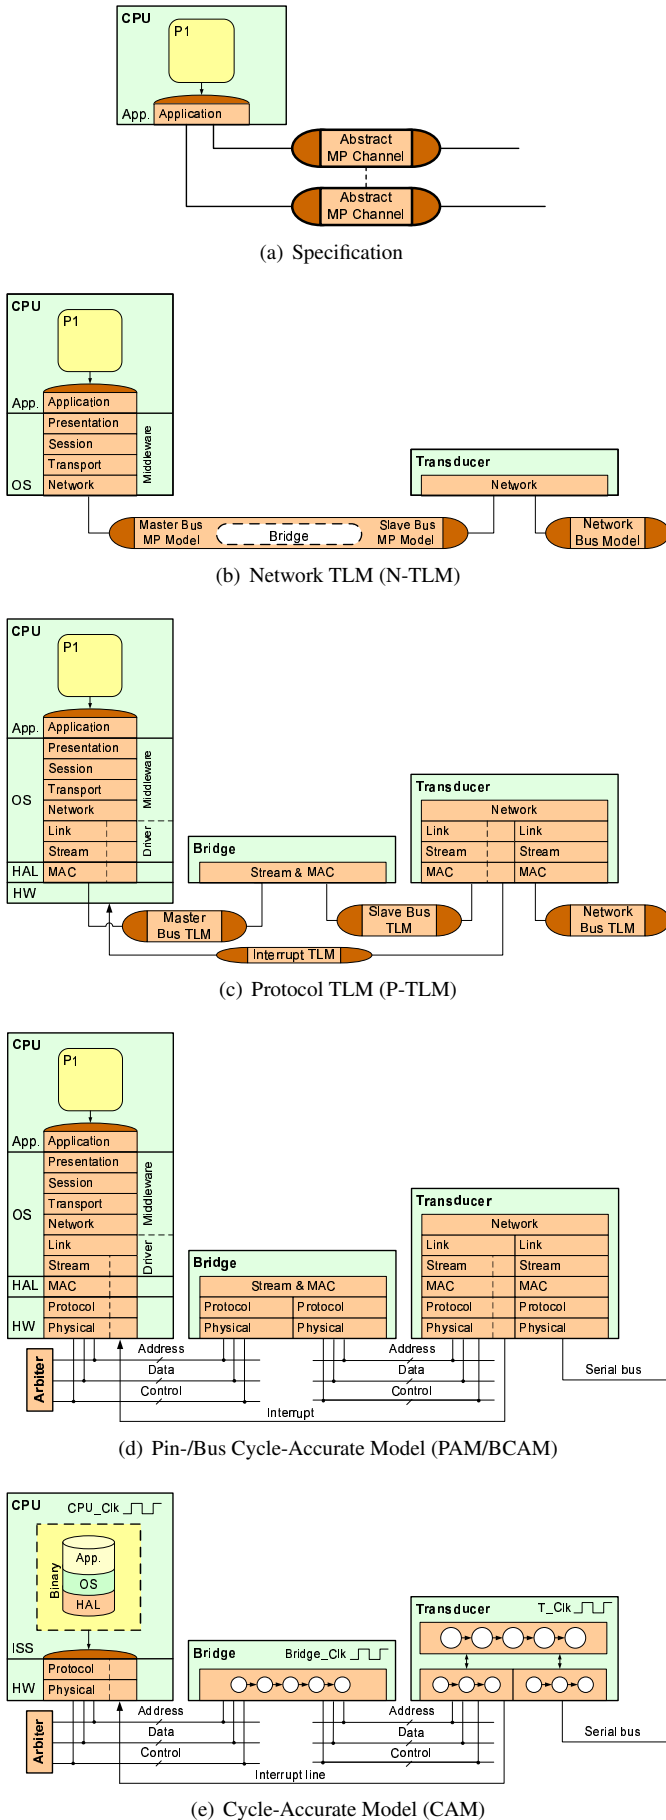 CPU
P1
App.
Application
Abstract
MP Channel
Abstract
MP Channel
(a) Specification
CPU
P1
App.
Application
Presentation
Session
Transport
Network
OS
Middleware
Transducer
Network
Master Bus
MP Model
Bridge
Slave Bus
MP Model
Network
Bus Model
(b) Network TLM (N-TLM)
CPU
P1
App.
Application
Presentation
Session
Transport
Network
Link
Stream
MAC
OS
HAL
HW
Middleware
Driver
Bridge
Stream & MAC
Transducer
Network
Link
Link
Stream
Stream
MAC
MAC
Master
Bus TLM
Slave Bus
TLM
Network
Bus TLM
Interrupt TLM
(c) Protocol TLM (P-TLM)
CPU
P1
App.
Application
Presentation
Session
Transport
Network
Link
Stream
MAC
Protocol
Physical
OS
HAL
HW
Middleware
Driver
Bridge
Stream & MAC
Protocol
Protocol
Physical
Physical
Transducer
Network
Link
Link
Stream
Stream
MAC
MAC
Protocol
Protocol
Physical
Physical
Arbiter
Address
Data
Control
Interrupt
Address
Data
Control
Serial bus
(d) Pin-/Bus Cycle-Accurate Model (PAM/BCAM)
CPU
CPU_Clk
Binary
App.
OS
HAL
ISS
HW
Protocol
Physical
Bridge
Bridge_Clk
Transducer
T_Clk
Arbiter
Address
Data
Control
Interrupt line
Address
Data
Control
Serial bus
(e) Cycle-Accurate Model (CAM)